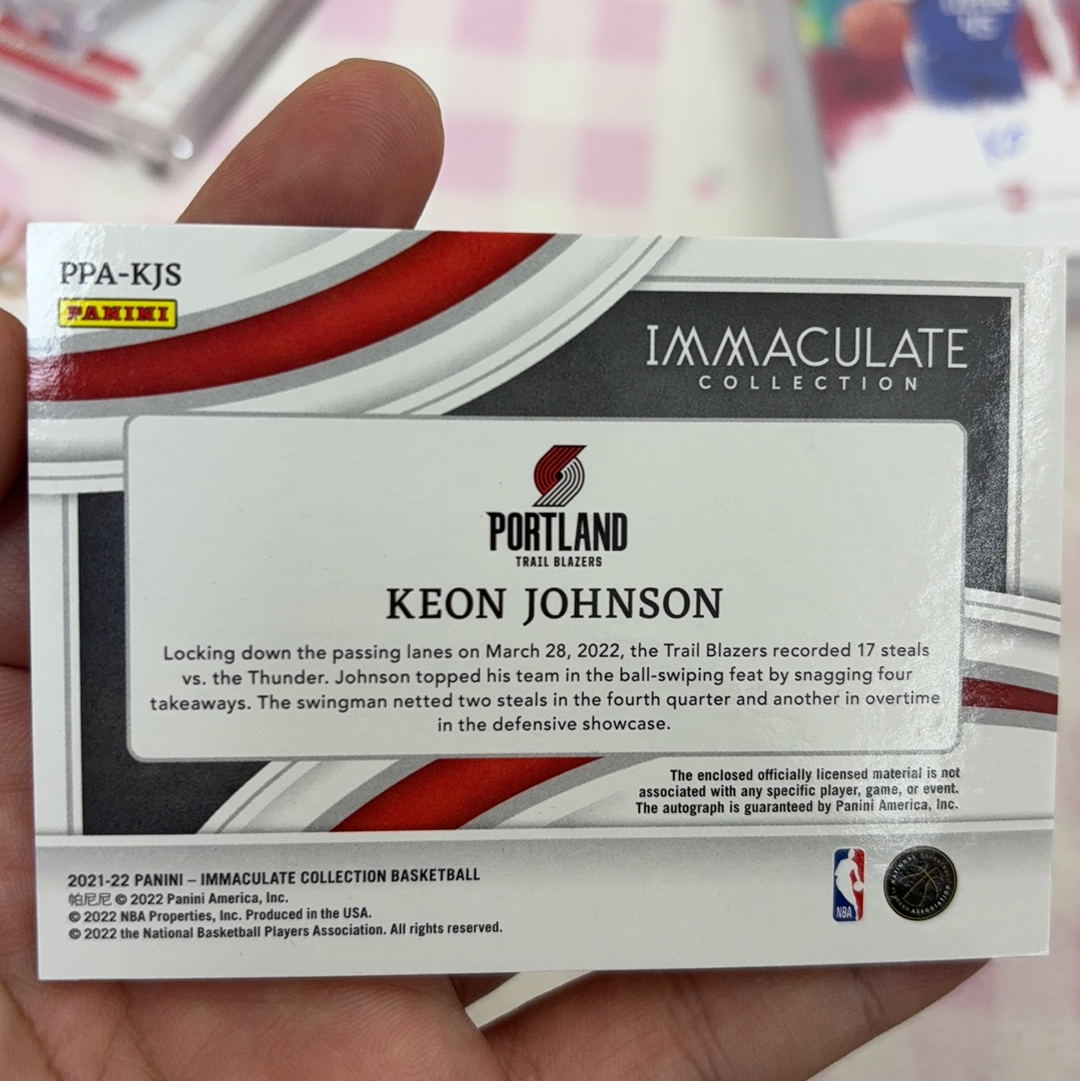 PPA-KJS
PANINI
IMMACULATE
COLLECTION
PORTLAND
TRAIL BLAZERS
KEON JOHNSON
Locking down the passing lanes on March 28, 2022, the Trail Blazers recorded 17 steals
vs. the Thunder. Johnson topped his team in the ball-swiping feat by snagging four
takeaways. The swingman netted two steals in the fourth quarter and another in overtime
in the defensive showcase.
The enclosed officially licensed material is not
associated with any specific player, game, or event.
The autograph is guaranteed by Panini America, Inc.
2021-22 PANINI – IMMACULATE COLLECTION BASKETBALL
帕尼尼 © 2022 Panini America, Inc.
© 2022 NBA Properties, Inc. Produced in the USA.
© 2022 the National Basketball Players Association. All rights reserved.
NBA